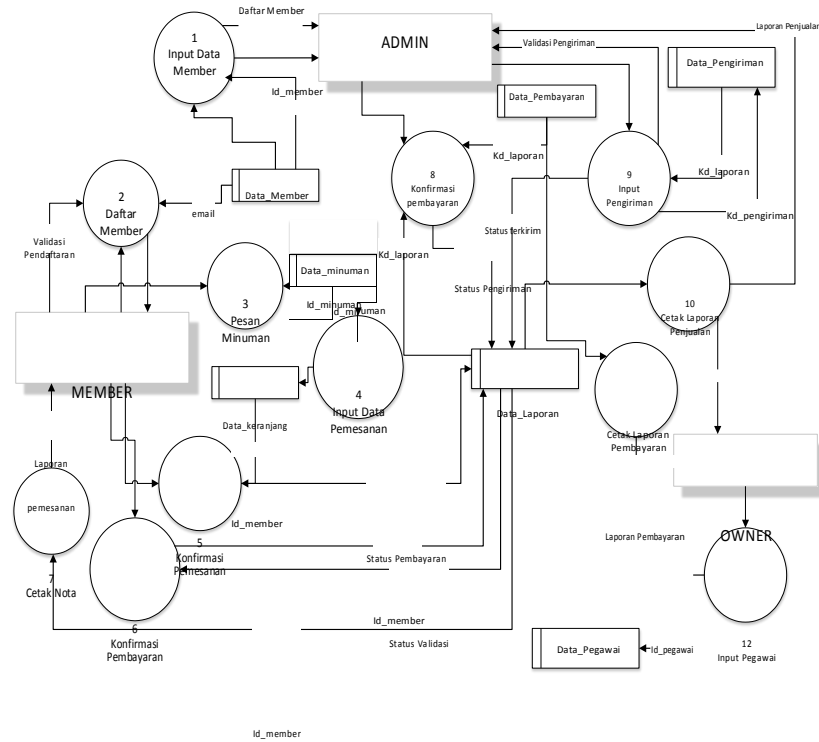 Daftar Member
Laporan Penjualan
ADMIN
1
Input Data
Member
Validasi Pengiriman
Data_Pengiriman
Id_member
Data_Pembayaran
Kd_laporan
8
Konfirmasi
pembayaran
9
Input
Pengiriman
Kd_laporan
Data_Member
2
Daftar
Member
email
Kd_pengiriman
Status terkirim
Validasi
Pendaftaran
Kd_laporan
Data_minuman
Status Pengiriman
3
Pesan
Minuman
Id_minuman
Id_minuman
10
Cetak Laporan
Penjualan
MEMBER
4
Input Data
Pemesanan
Data_keranjang
Data_Laporan
Cetak Laporan
Pembayaran
Laporan
pemesanan
Id_member
5
Konfirmasi
Pemesanan
Status Pembayaran
Laporan Pembayaran
OWNER
7
Cetak Nota
6
Konfirmasi
Pembayaran
Id_member
Status Validasi
Data_Pegawai
Id_pegawai
12
Input Pegawai
Id_member